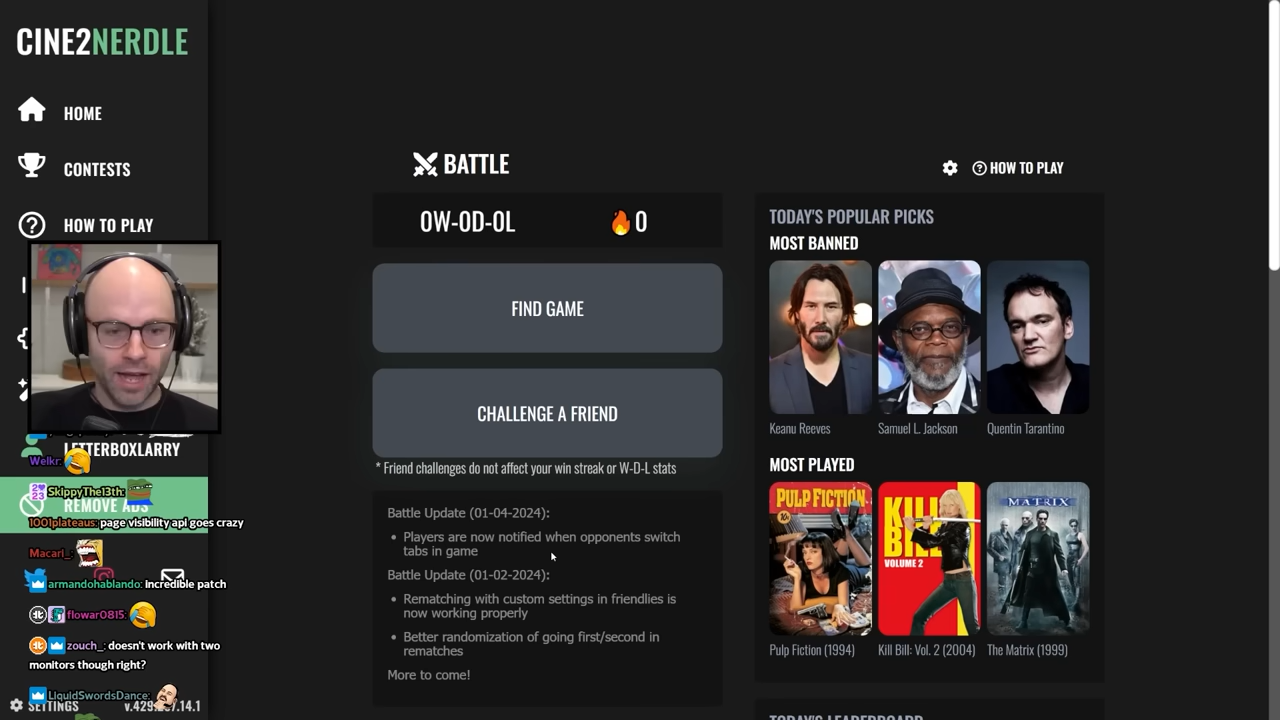 CINE2NERDLE
HOME
CONTESTS
HOW TO PLAY
LETTERBOXLARRY
Welkr:
SkippyThe13th:
REMOVE ADS
1001plateaus: page visibility api goes crazy
Macarl_:
armandohablando: incredible patch
flowar0815:
zouch_: doesn't work with two
monitors though right?
LiquidSwordsDance:
SETTINGS
BATTLE
HOW TO PLAY
0W-0D-0L
0
FIND GAME
CHALLENGE A FRIEND
* Friend challenges do not affect your win streak or W-D-L stats
Battle Update (01-04-2024):
• Players are now notified when opponents switch
tabs in game
Battle Update (01-02-2024):
• Rematching with custom settings in friendlies is
now working properly
• Better randomization of going first/second in
rematches
More to come!
TODAY'S POPULAR PICKS
MOST BANNED
Keanu Reeves
Samuel L. Jackson
Quentin Tarantino
MOST PLAYED
PULP FICTION
KILL
BILL
VOLUME 2
MATRIX
Pulp Fiction (1994)
Kill Bill: Vol. 2 (2004)
The Matrix (1999)
TODAY'S LEADERBOARD